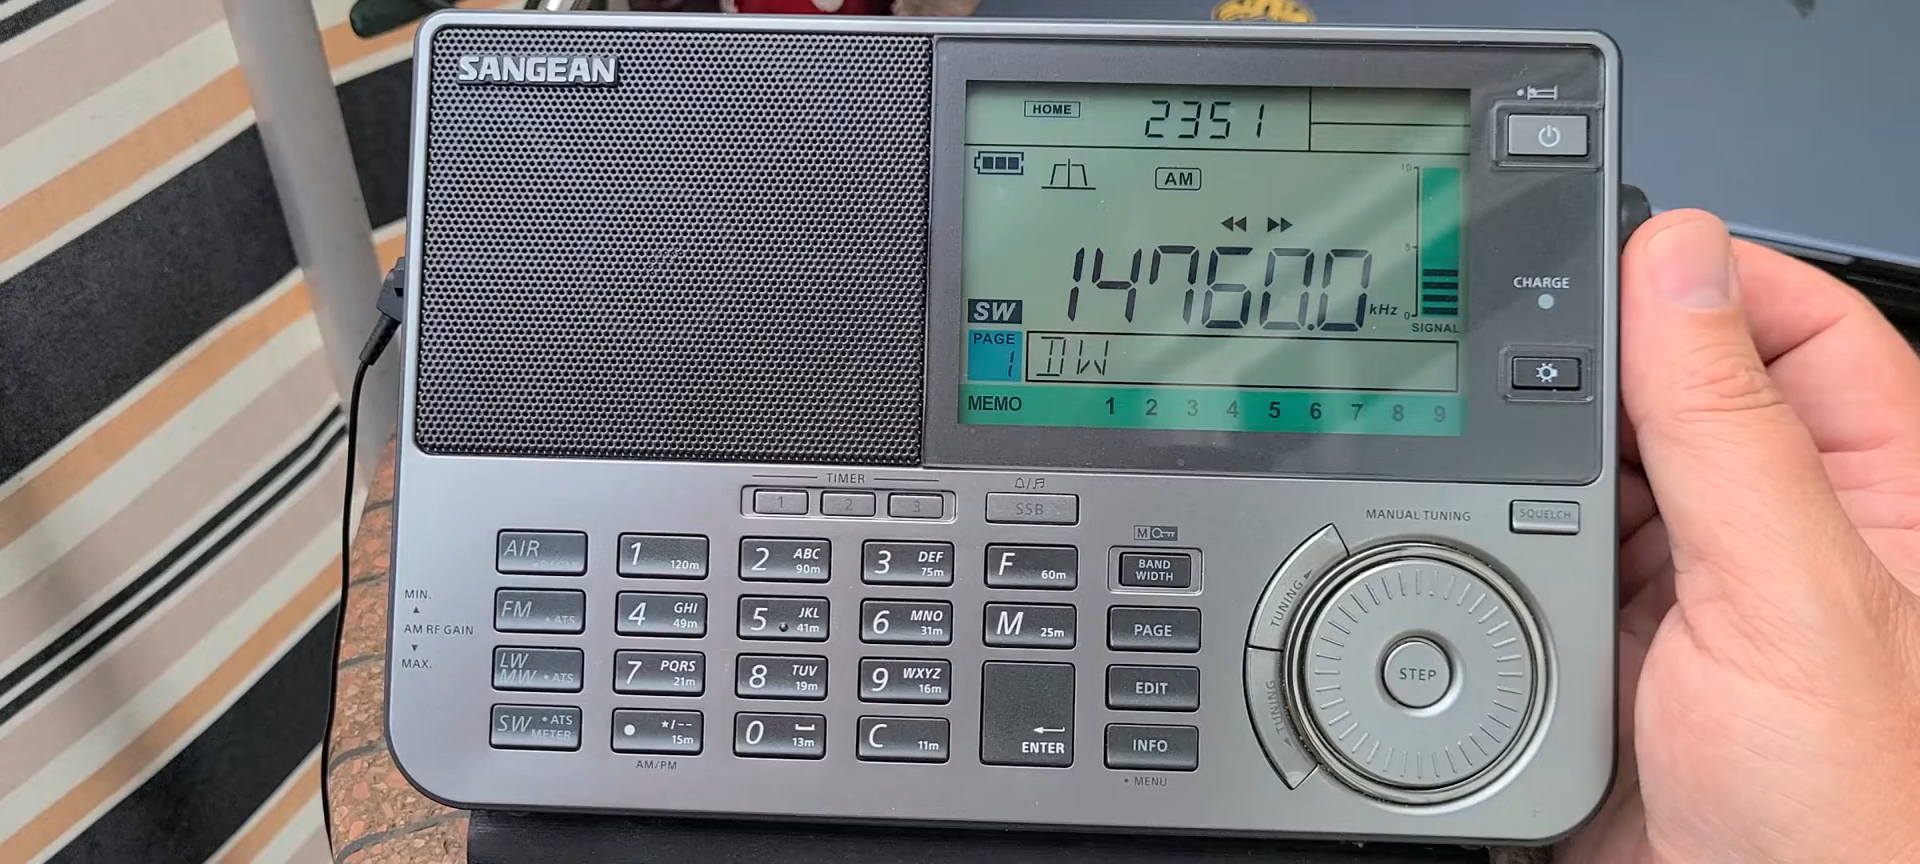 SANGEAN
HOME 2351
AM
10
5
0
14760.0 kHz
SW
SIGNAL
CHARGE
PAGE
1 DW
MEMO 1 2 3 4 5 6 7 8 9
TIMER
1 2 3
SSB
MANUAL TUNING
SQUELCH
M
AIR
1 120m
2 ABC 90m
3 DEF 75m
F 60m
BAND WIDTH
TUNING
MIN.
AM RF GAIN
MAX.
FM • ATS
4 GHI 49m
5 JKL 41m
6 MNO 31m
M 25m
PAGE
LW
MW • ATS
7 PQRS 21m
8 TUV 19m
9 WXYZ 16m
ENTER
EDIT
STEP
TUNING
SW • ATS
METER
• */-- 15m
0 13m
C 11m
INFO
AM/PM
• MENU